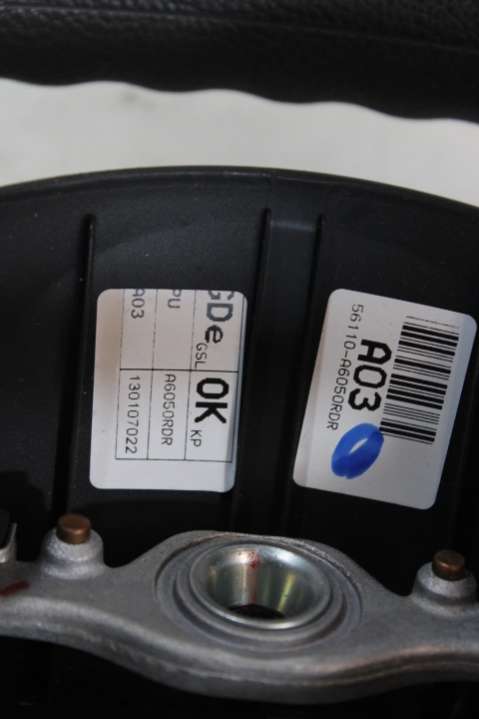 GDe GSL OK KP
PU A6050RDR
A03 130107022
A03
56110-A6050RDR